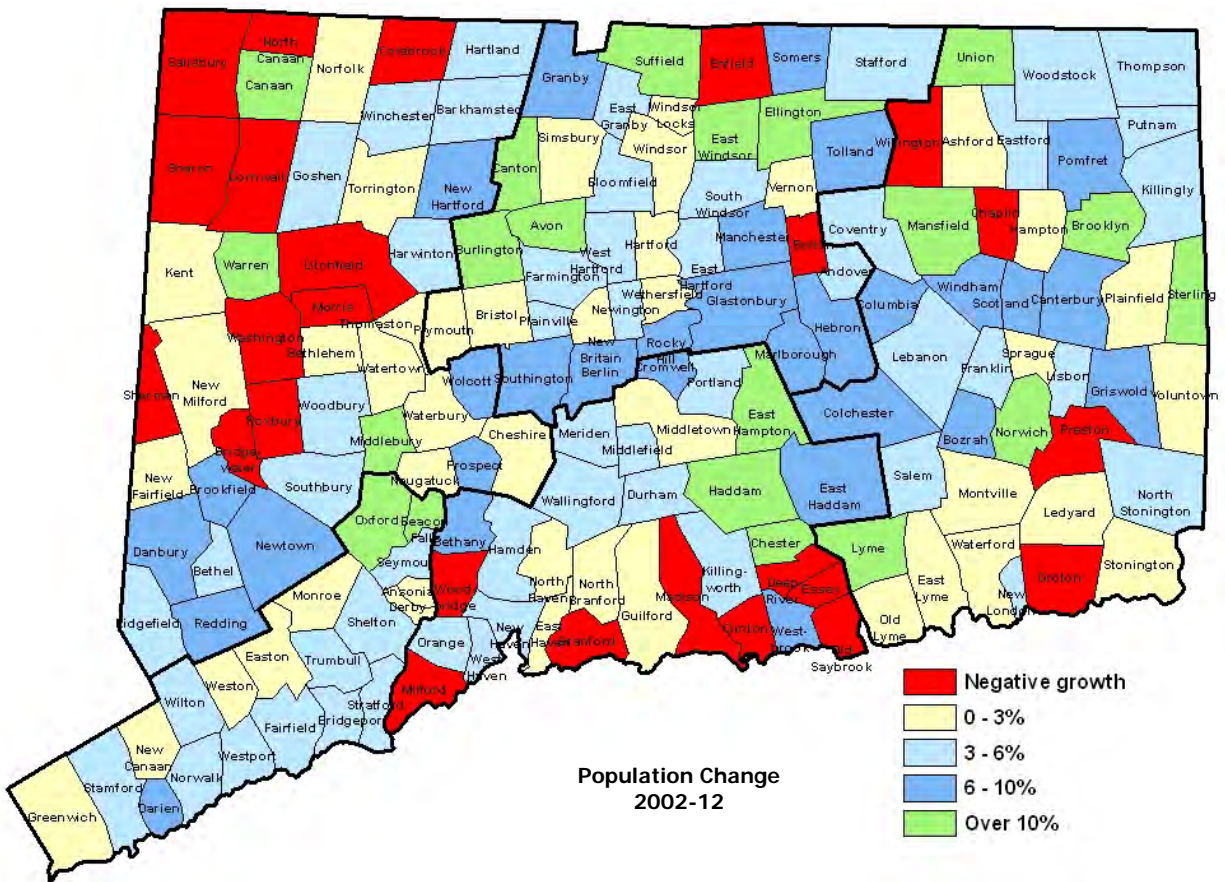 North
Canaan
Salisbury
Canaan
Norfolk
Colebrook
Hartland
Granby
Suffield
Enfield
Somers
Stafford
Union
Woodstock
Thompson
Winchester
Barkhamsted
East
Granby
Windsor
Locks
Ellington
Putnam
Simsbury
Windsor
East
Windsor
Tolland
Willington
Ashford
Eastford
Pomfret
Sharon
Cornwall
Goshen
Torrington
New
Hartford
Canton
Bloomfield
South
Windsor
Vernon
Killingly
Kent
Warren
Litchfield
Harwinton
Burlington
Avon
West
Hartford
Hartford
East
Hartford
Manchester
Bolton
Coventry
Mansfield
Chaplin
Hampton
Brooklyn
Farmington
Andover
Windham
Scotland
Canterbury
Plainfield
Sterling
Morris
Thomaston
Plymouth
Bristol
Plainville
Wethersfield
Newington
Glastonbury
Columbia
Washington
Bethlehem
Watertown
New
Britain
Berlin
Rocky
Hill
Hebron
Marlborough
Lebanon
Franklin
Sprague
Lisbon
Griswold
Voluntown
Sherman
New
Milford
Roxbury
Woodbury
Wolcott
Southington
Cromwell
Portland
Waterbury
Middlebury
Cheshire
Meriden
Middletown
Middlefield
East
Hampton
Colchester
Bozrah
Norwich
Preston
Bridge-
water
New
Fairfield
Brookfield
Southbury
Nougatuck
Prospect
Wallingford
Durham
Haddam
East
Haddam
Salem
Montville
Ledyard
North
Stonington
Danbury
Bethel
Newtown
Oxford
Beacon
Falls
Bethany
Hamden
Seymour
Chester
Lyme
Waterford
Stonington
Ridgefield
Redding
Monroe
Ansonia
Derby
Wood-
bridge
North
Haven
North
Branford
Guilford
Madison
Killing-
worth
Deep
River
Essex
East
Lyme
New
London
Groton
Shelton
Orange
New
Haven
West
Haven
East
Haven
Branford
Clinton
West-
brook
Old
Saybrook
Old
Lyme
Easton
Trumbull
Weston
Wilton
Milford
Stratford
Bridgeport
Fairfield
New
Canaan
Westport
Norwalk
Stamford
Darien
Greenwich
Population Change
2002-12
Negative growth
0 - 3%
3 - 6%
6 - 10%
Over 10%